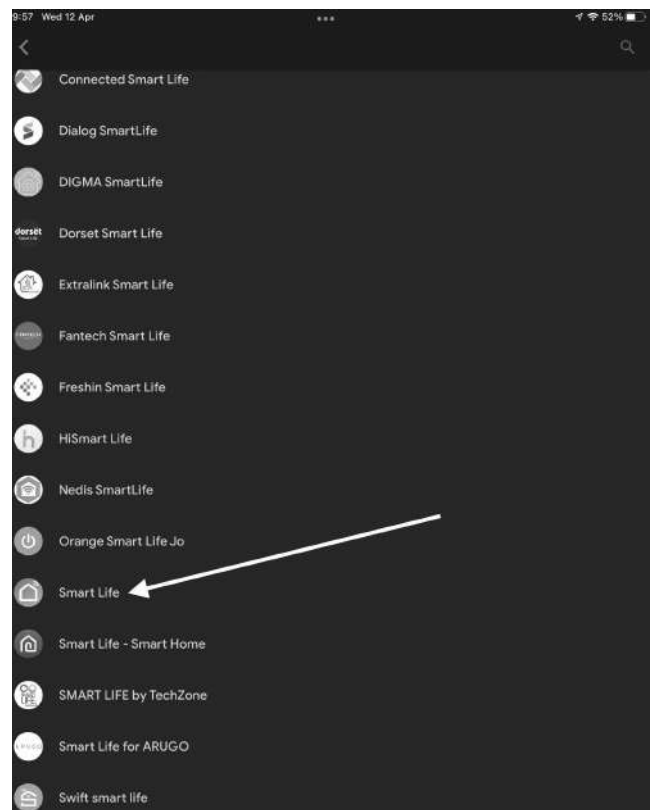 9:57 Wed 12 Apr
52%
Connected Smart Life
Dialog SmartLife
DIGMA SmartLife
dorsët
Dorset Smart Life
Extralink Smart Life
Fantech Smart Life
Freshin Smart Life
h
HiSmart Life
Nedis SmartLife
Orange Smart Life Jo
Smart Life
Smart Life - Smart Home
SMART LIFE by TechZone
Smart Life for ARUGO
Swift smart life